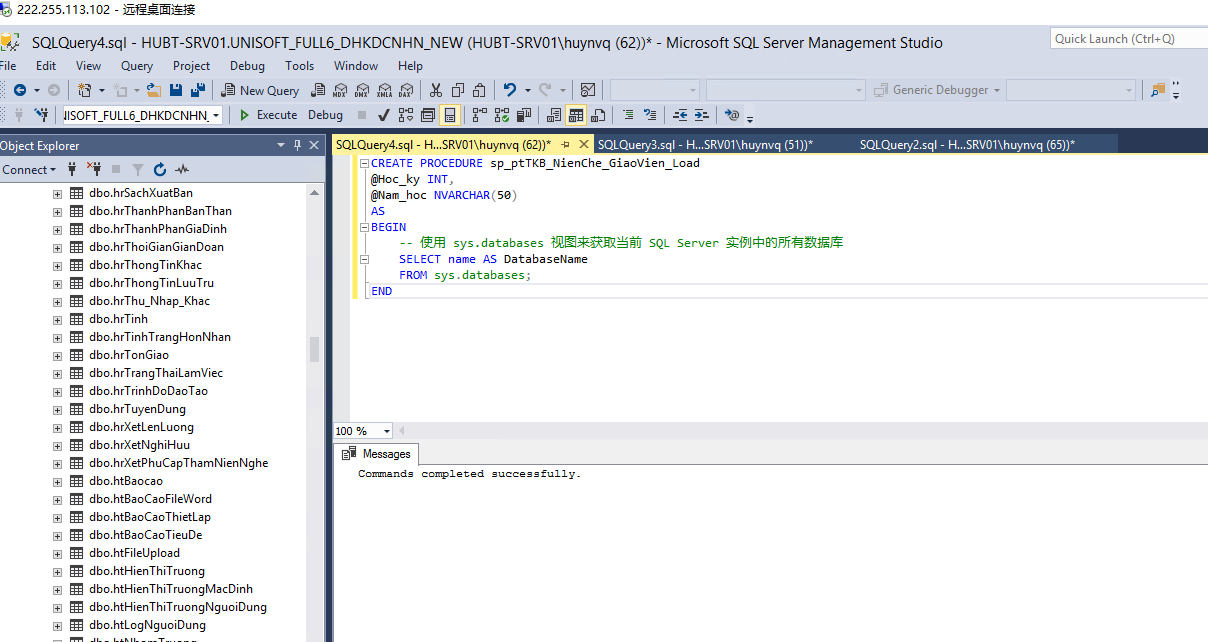 222.255.113.102 - 远程桌面连接
SQLQuery4.sql - HUBT-SRV01.UNISOFT_FULL6_DHKDCNHN_NEW (HUBT-SRV01\huynvq (62))* - Microsoft SQL Server Management Studio
Quick Launch (Ctrl+Q)
File Edit View Query Project Debug Tools Window Help
New Query MDX DMX XMLA DAX Generic Debugger
NISOFT_FULL6_DHKDCNHN_ Execute Debug
Object Explorer
SQLQuery4.sql - H...SRV01\huynvq (62))* SQLQuery3.sql - H...SRV01\huynvq (51))* SQLQuery2.sql - H...SRV01\huynvq (65))*
Connect
dbo.hrSachXuatBan
dbo.hrThanhPhanBanThan
dbo.hrThanhPhanGiaDinh
dbo.hrThoiGianGianDoan
dbo.hrThongTinKhac
dbo.hrThongTinLuuTru
dbo.hrThu_Nhap_Khac
dbo.hrTinh
dbo.hrTinhTrangHonNhan
dbo.hrTonGiao
dbo.hrTrangThaiLamViec
dbo.hrTrinhDoDaoTao
dbo.hrTuyenDung
dbo.hrXetLenLuong
dbo.hrXetNghiHuu
dbo.hrXetPhuCapThamNienNghe
dbo.htBaocao
dbo.htBaoCaoFileWord
dbo.htBaoCaoThietLap
dbo.htBaoCaoTieuDe
dbo.htFileUpload
dbo.htHienThiTruong
dbo.htHienThiTruongMacDinh
dbo.htHienThiTruongNguoiDung
dbo.htLogNguoiDung
CREATE PROCEDURE sp_ptTKB_NienChe_GiaoVien_Load
@Hoc_ky INT,
@Nam_hoc NVARCHAR(50)
AS
BEGIN
-- 使用 sys.databases 视图来获取当前 SQL Server 实例中的所有数据库
SELECT name AS DatabaseName
FROM sys.databases;
END
100 %
Messages
Commands completed successfully.